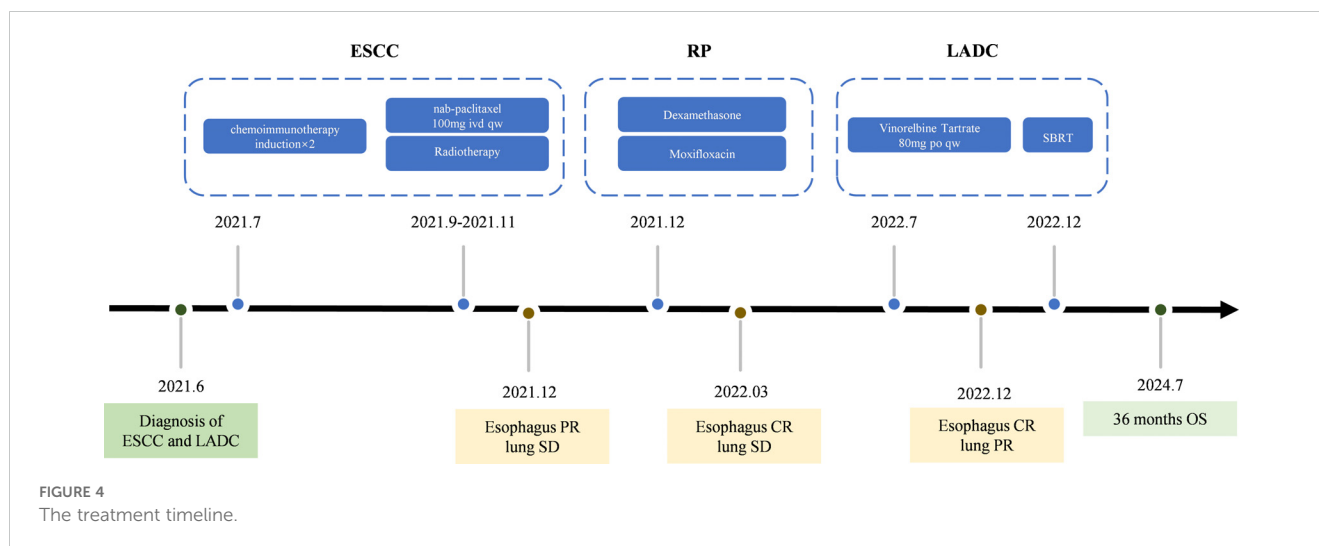 ESCC
RP
LADC
chemoimmunotherapy
induction×2
nab-paclitaxel
100mg ivd qw
Radiotherapy
Dexamethasone
Moxifloxacin
Vinorelbine Tartrate
80mg po qw
SBRT
2021.7
2021.9-2021.11
2021.12
2022.7
2022.12
2021.6
Diagnosis of
ESCC and LADC
2021.12
Esophagus PR
lung SD
2022.03
Esophagus CR
lung SD
2022.12
Esophagus CR
lung PR
2024.7
36 months OS
FIGURE 4
The treatment timeline.